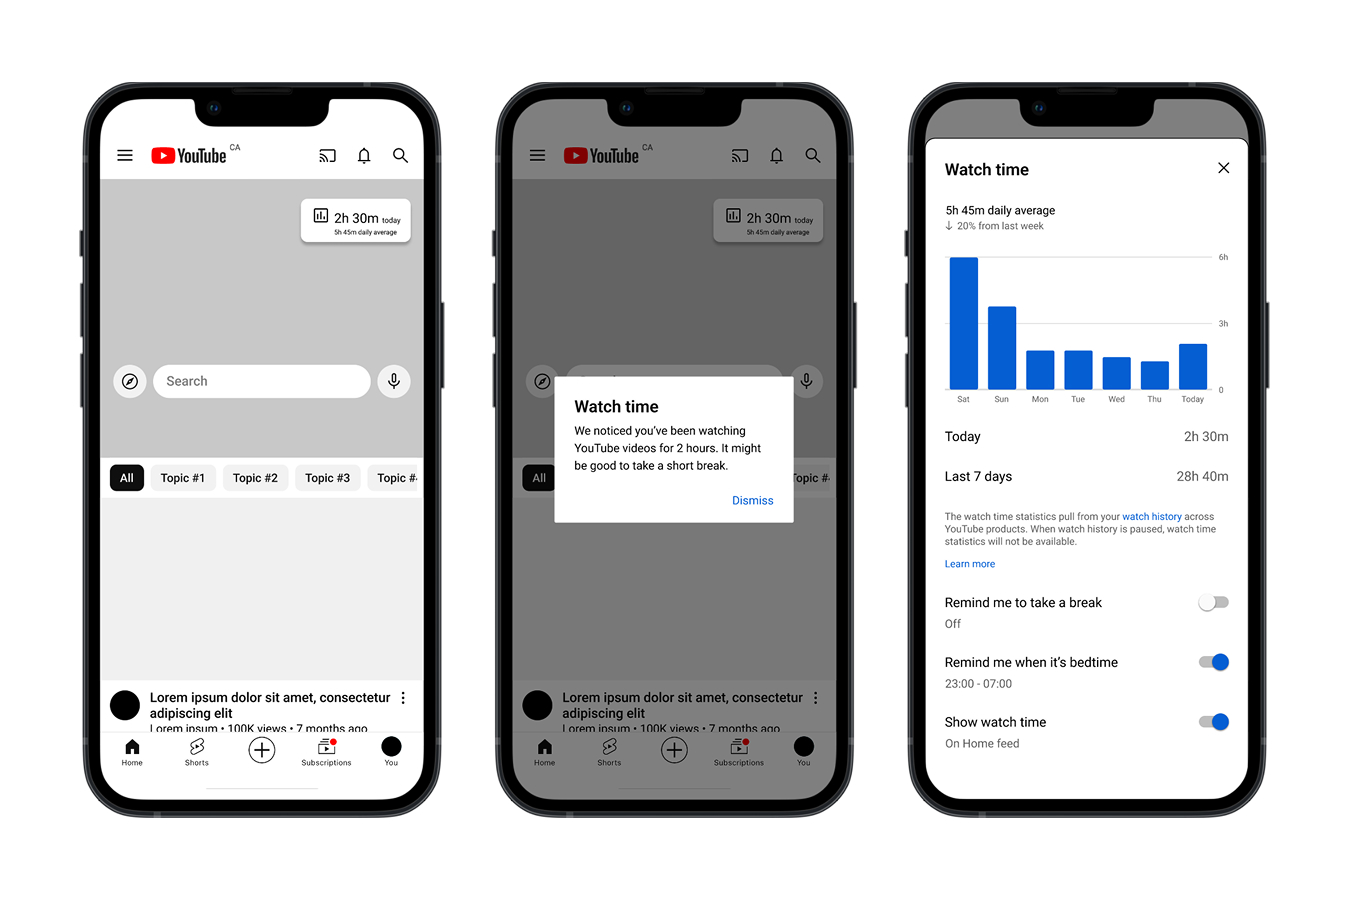 YouTube CA
2h 30m today
5h 45m daily average
Search
All Topic #1 Topic #2 Topic #3 Topic #
Lorem ipsum dolor sit amet, consectetur
adipiscing elit
Lorem ipsum • 100K views • 7 months ago
Home Shorts Subscriptions You
YouTube CA
2h 30m today
5h 45m daily average
Watch time
We noticed you've been watching
YouTube videos for 2 hours. It might
be good to take a short break.
Dismiss
All Topic #
Lorem ipsum dolor sit amet, consectetur
adipiscing elit
Lorem ipsum • 100K views • 7 months ago
Home Shorts Subscriptions You
Watch time
5h 45m daily average
↓ 20% from last week
6h
3h
0
Sat Sun Mon Tue Wed Thu Today
Today 2h 30m
Last 7 days 28h 40m
The watch time statistics pull from your watch history across
YouTube products. When watch history is paused, watch time
statistics will not be available.
Learn more
Remind me to take a break
Off
Remind me when it's bedtime
23:00 - 07:00
Show watch time
On Home feed